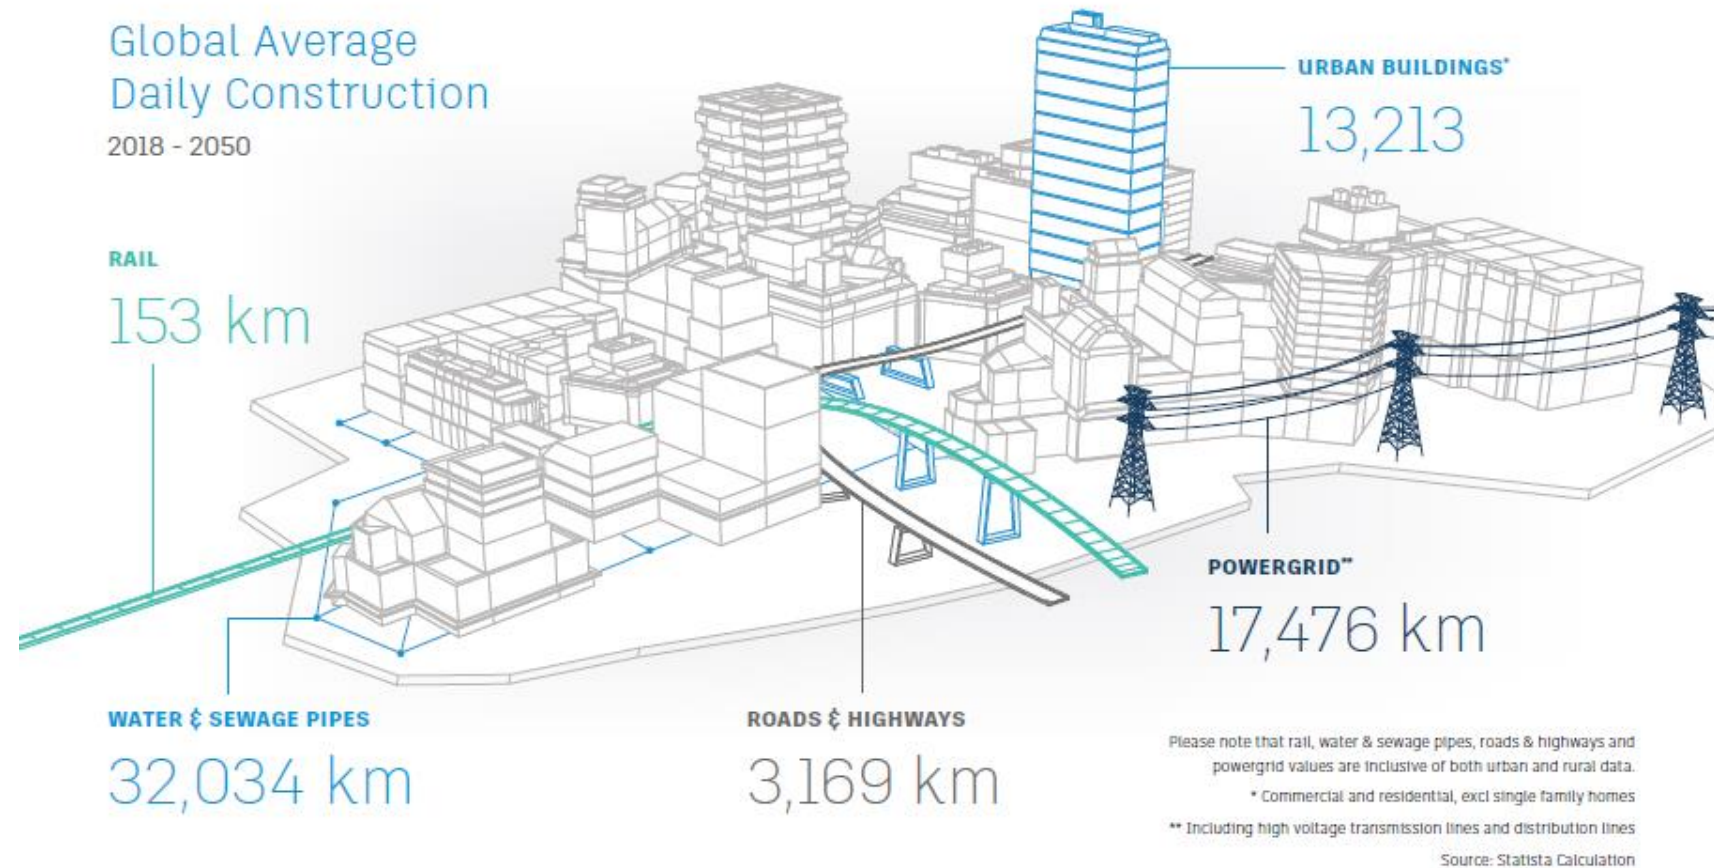 Global Average
Daily Construction
2018 - 2050
URBAN BUILDINGS*
13,213
RAIL
153 km
POWERGRID**
17,476 km
WATER & SEWAGE PIPES
32,034 km
ROADS & HIGHWAYS
3,169 km
Please note that rail, water & sewage pipes, roads & highways and
powergrid values are inclusive of both urban and rural data.
* Commercial and residential, excl single family homes
** Including high voltage transmission lines and distribution lines
Source: Statista Calculation